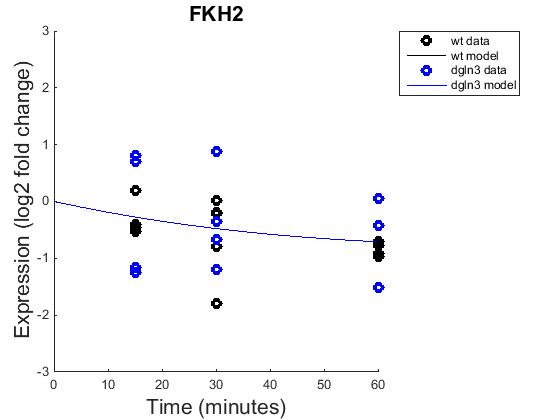 FKH2
3
2
1
0
-1
-2
-3
0 10 20 30 40 50 60
Expression (log2 fold change)
Time (minutes)
wt data
wt model
dgln3 data
dgln3 model